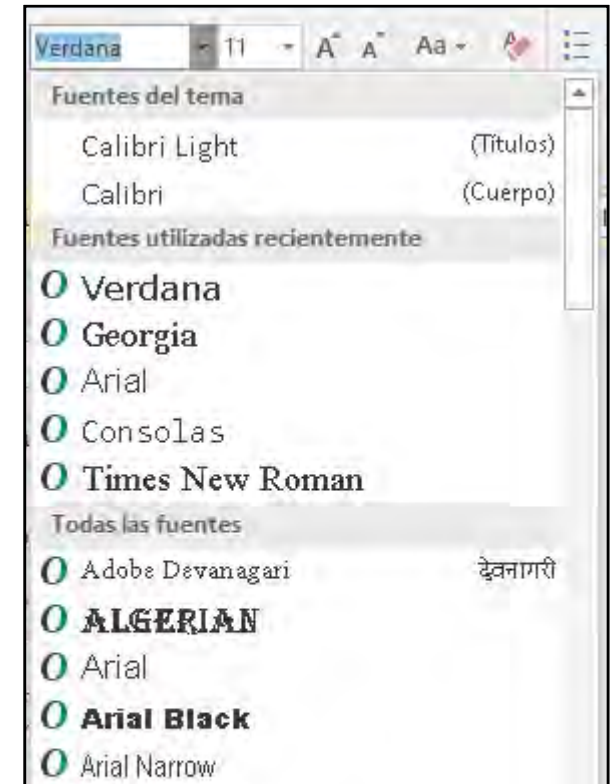 Verdana 11 A A Aa A
Fuentes del tema
Calibri Light (Títulos)
Calibri (Cuerpo)
Fuentes utilizadas recientemente
O Verdana
O Georgia
O Arial
O Consolas
O Times New Roman
Todas las fuentes
O Adobe Devanagari देवनागरी
O ALGERIAN
O Arial
O Arial Black
O Arial Narrow